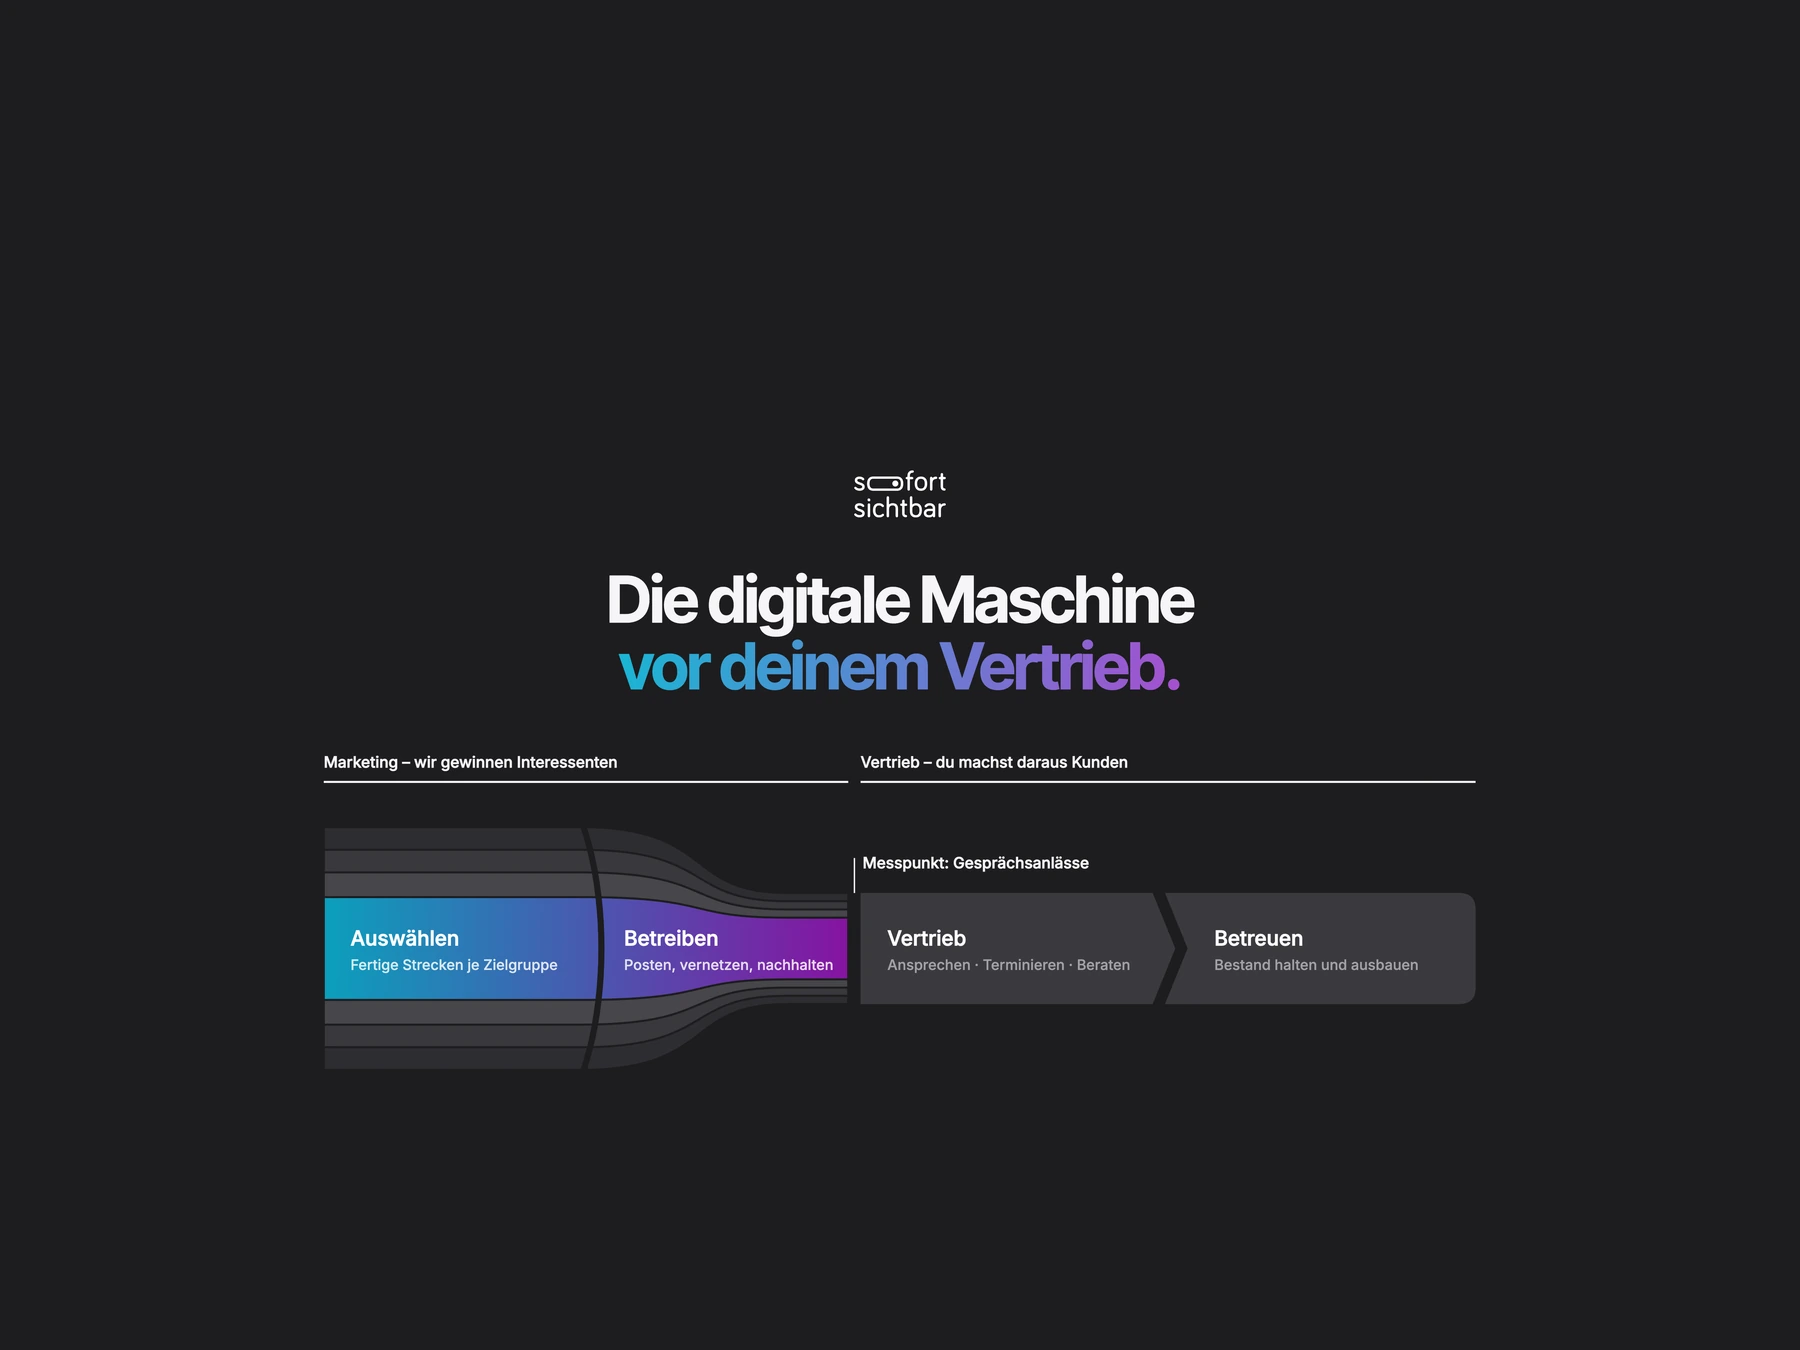 sofort
sichtbar
Die digitale Maschine
vor deinem Vertrieb.
Marketing – wir gewinnen Interessenten
Vertrieb – du machst daraus Kunden
Messpunkt: Gesprächsanlässe
Auswählen
Fertige Strecken je Zielgruppe
Betreiben
Posten, vernetzen, nachhalten
Vertrieb
Ansprechen · Terminieren · Beraten
Betreuen
Bestand halten und ausbauen